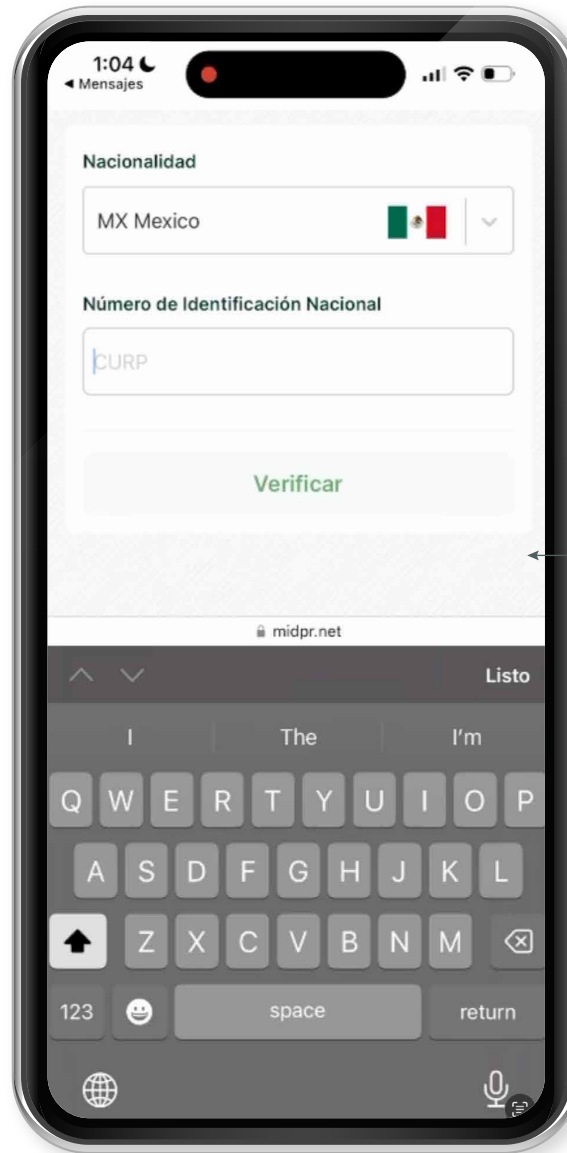 1:04
◀ Mensajes
Nacionalidad
MX Mexico
Número de Identificación Nacional
CURP
Verificar
midpr.net
Listo
I The I'm
Q W E R T Y U I O P
A S D F G H J K L
Z X C V B N M
123 space return